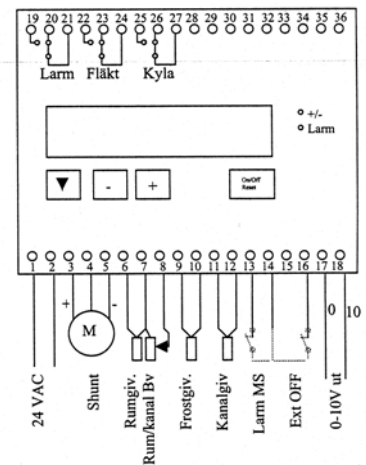 19 20 21 22 23 24 25 26 27 28 29 30 31 32 33 34 35 36
Larm Fläkt Kyla
+/-
Larm
▼ - + On/Off
Reset
1 2 3 4 5 6 7 8 9 10 11 12 13 14 15 16 17 18
+ -
M
0 10
24 VAC
Shunt
Rumgiv.
Rum/kanal Bv
Frostgiv.
Kanalgiv
Larm MS
Ext OFF
0-10V ut